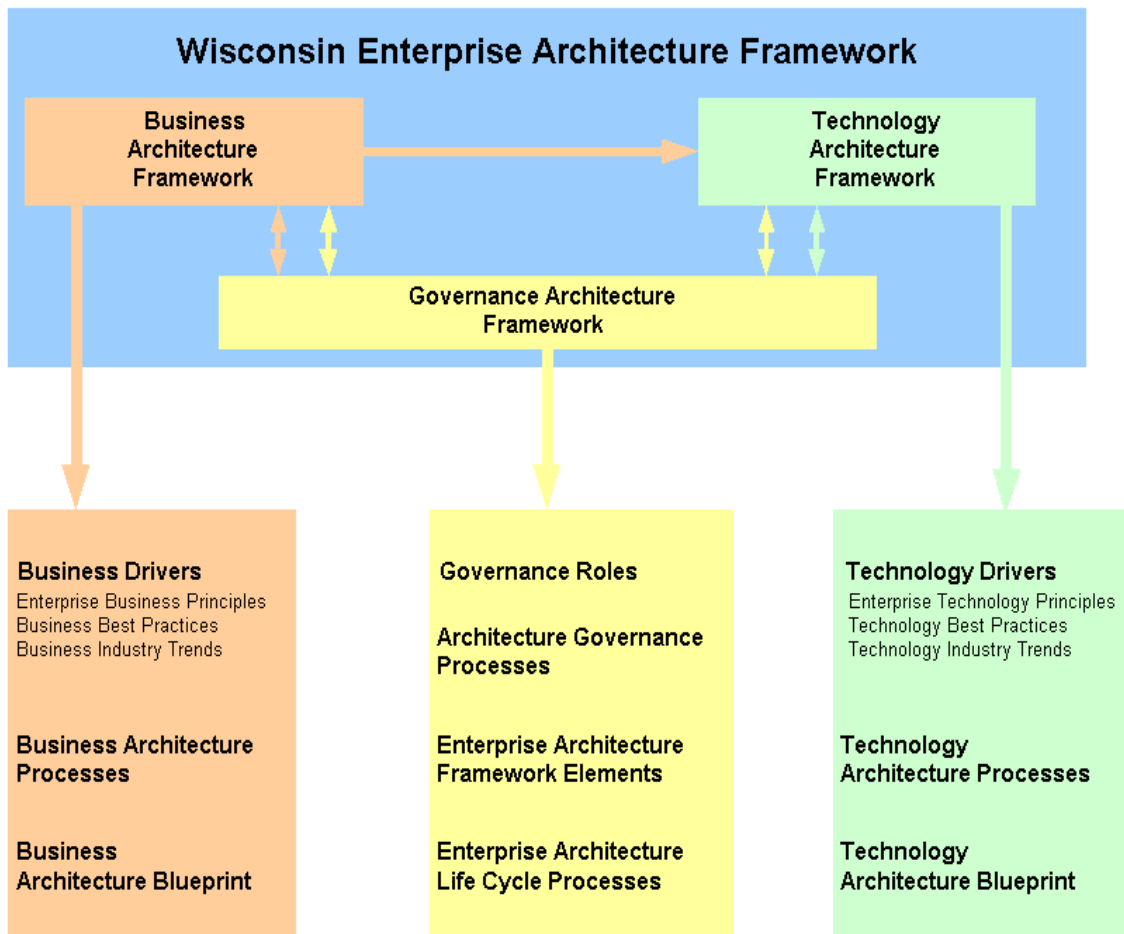 Wisconsin Enterprise Architecture Framework
Business
Architecture
Framework
Technology
Architecture
Framework
Governance Architecture
Framework
Business Drivers
Enterprise Business Principles
Business Best Practices
Business Industry Trends
Business Architecture
Processes
Business
Architecture Blueprint
Governance Roles
Architecture Governance
Processes
Enterprise Architecture
Framework Elements
Enterprise Architecture
Life Cycle Processes
Technology Drivers
Enterprise Technology Principles
Technology Best Practices
Technology Industry Trends
Technology
Architecture Processes
Technology
Architecture Blueprint